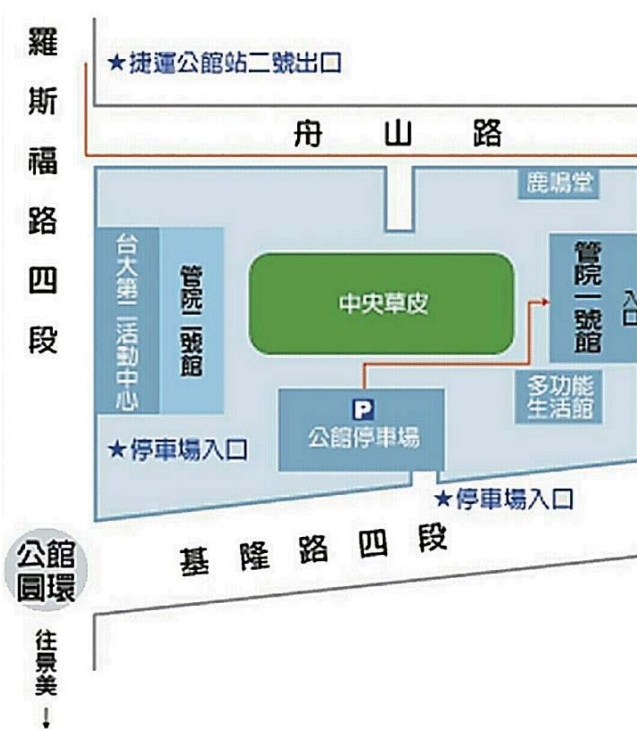 羅斯福路四段
★捷運公館站二號出口
舟山路
鹿鳴堂
台大第二活動中心
管院二號館
中央草皮
管院一號館
入口
P
公館停車場
多功能
生活館
★停車場入口
★停車場入口
基隆路四段
公館
圓環
往景美
↓